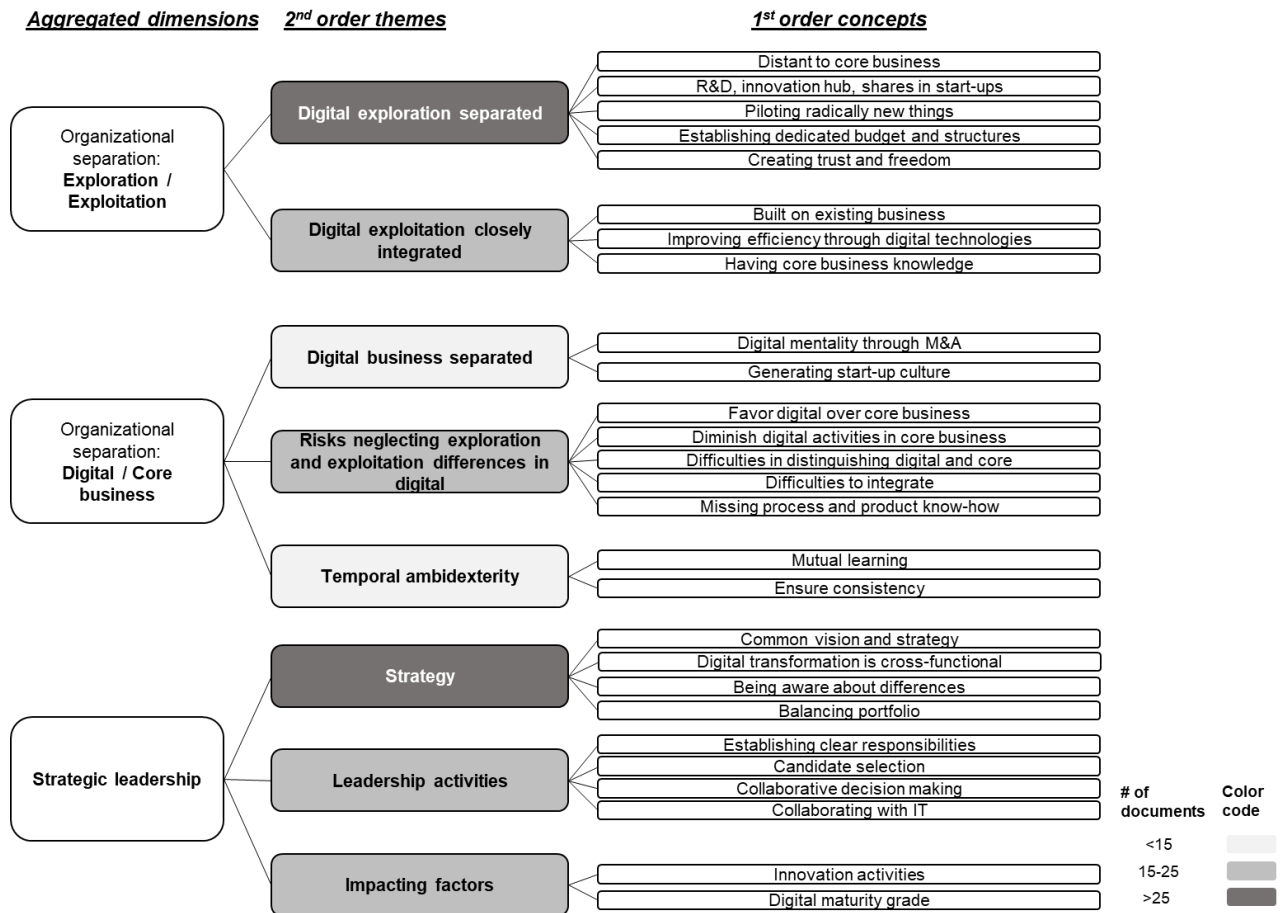 Aggregated dimensions
2nd order themes
1st order concepts
Organizational
separation:
Exploration /
Exploitation
Digital exploration separated
Distant to core business
R&D, innovation hub, shares in start-ups
Piloting radically new things
Establishing dedicated budget and structures
Creating trust and freedom
Digital exploitation closely
integrated
Built on existing business
Improving efficiency through digital technologies
Having core business knowledge
Organizational
separation:
Digital / Core
business
Digital business separated
Digital mentality through M&A
Generating start-up culture
Risks neglecting exploration
and exploitation differences in
digital
Favor digital over core business
Diminish digital activities in core business
Difficulties in distinguishing digital and core
Difficulties to integrate
Missing process and product know-how
Temporal ambidexterity
Mutual learning
Ensure consistency
Strategic leadership
Strategy
Common vision and strategy
Digital transformation is cross-functional
Being aware about differences
Balancing portfolio
Leadership activities
Establishing clear responsibilities
Candidate selection
Collaborative decision making
Collaborating with IT
Impacting factors
Innovation activities
Digital maturity grade
# of
documents
Color
code
<15
15-25
>25